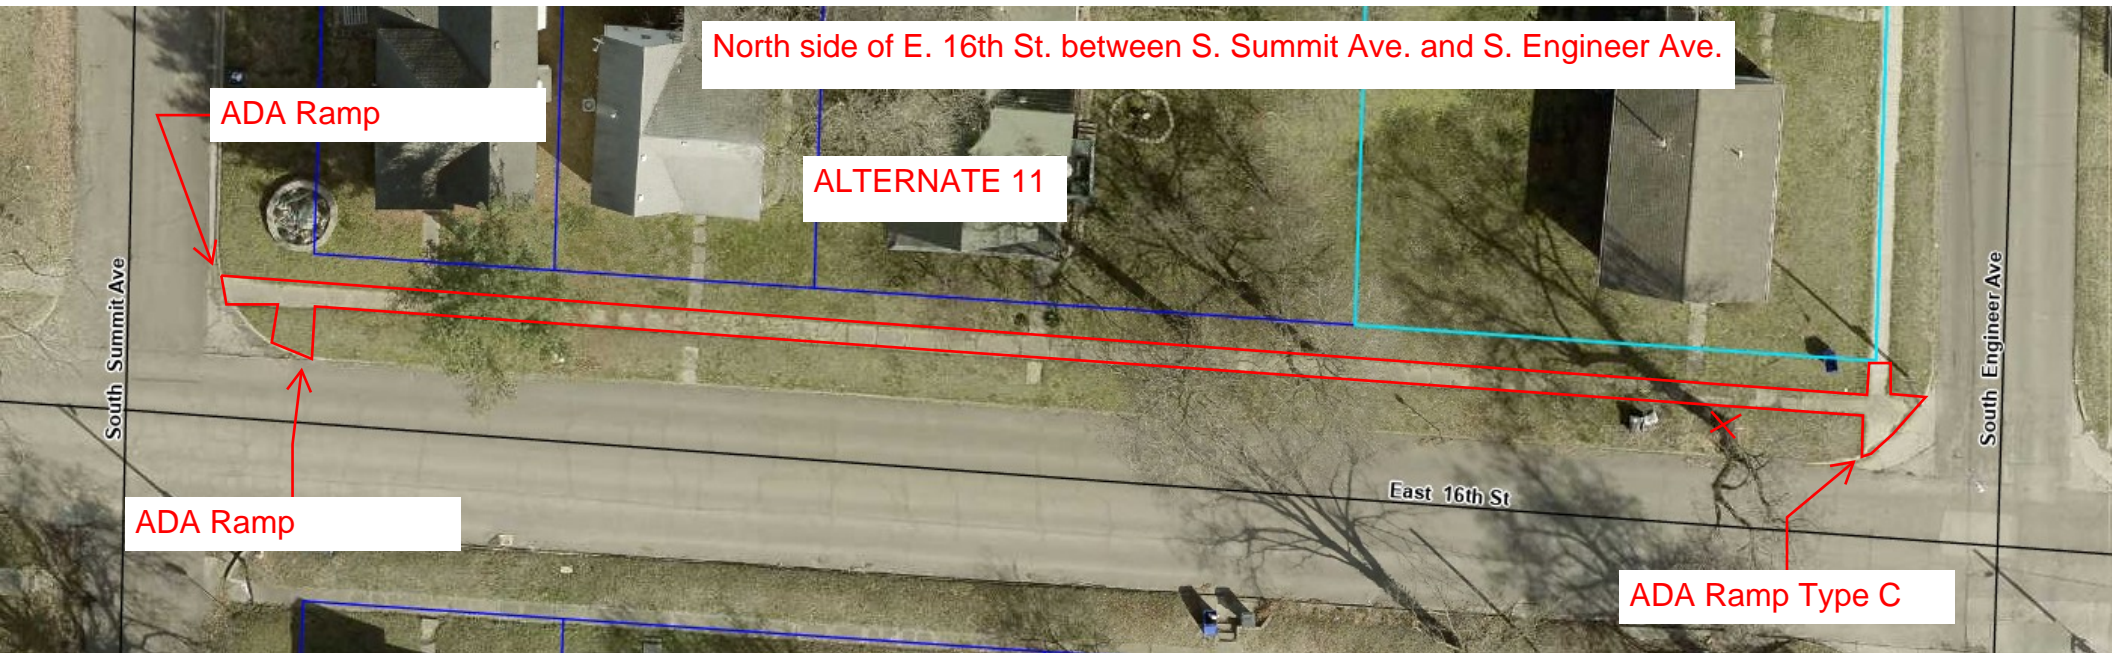 North side of E. 16th St. between S. Summit Ave. and S. Engineer Ave.
ADA Ramp
ALTERNATE 11
South Summit Ave
South Engineer Ave
East 16th St
ADA Ramp
ADA Ramp Type C